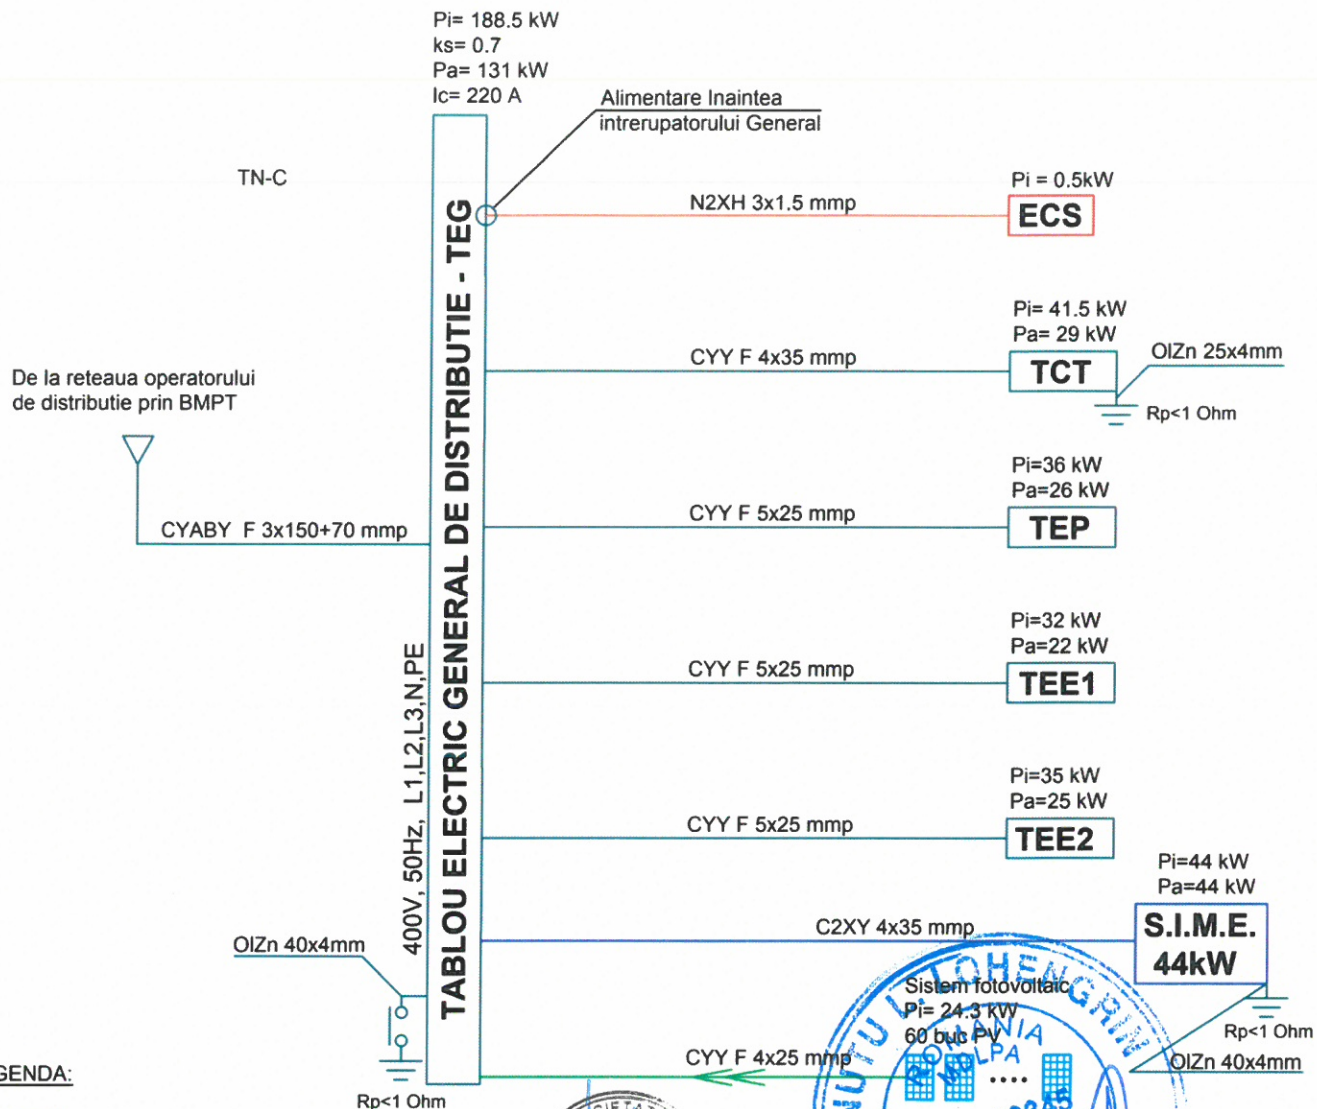 Pi= 188.5 kW
ks= 0.7
Pa= 131 kW
Ic= 220 A
Alimentare Inaintea
intrerupatorului General
TN-C
N2XH 3x1.5 mmp
Pi = 0.5kW
ECS
Pi= 41.5 kW
Pa= 29 kW
CYY F 4x35 mmp
TCT
OlZn 25x4mm
Rp<1 Ohm
De la reteaua operatorului
de distributie prin BMPT
CYABY F 3x150+70 mmp
TABLOU ELECTRIC GENERAL DE DISTRIBUTIE - TEG
400V, 50Hz, L1,L2,L3,N,PE
Pi=36 kW
Pa=26 kW
CYY F 5x25 mmp
TEP
Pi=32 kW
Pa=22 kW
CYY F 5x25 mmp
TEE1
Pi=35 kW
Pa=25 kW
CYY F 5x25 mmp
TEE2
Pi=44 kW
Pa=44 kW
C2XY 4x35 mmp
S.I.M.E.
44kW
Rp<1 Ohm
OlZn 40x4mm
OlZn 40x4mm
Rp<1 Ohm
Sistem fotovoltaic
Pi= 24.3 kW
60 buc PV
CYY F 4x25 mmp
....
LOHENGRIN
ROMANIA
GENDA: